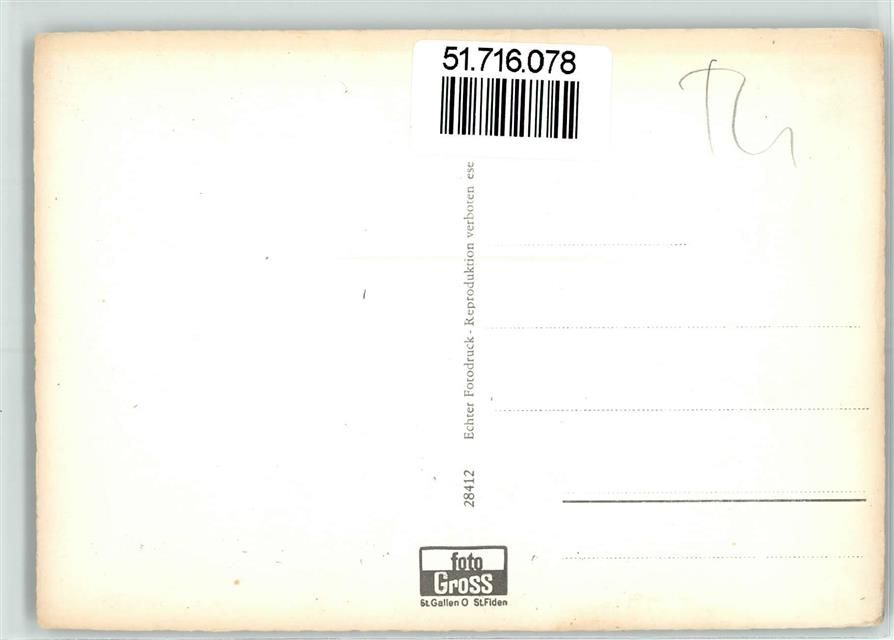 51.716.078
28412 Echter Fotodruck - Reproduktion verboten ese
foto
Gross
St.Gallen O St.Fiden